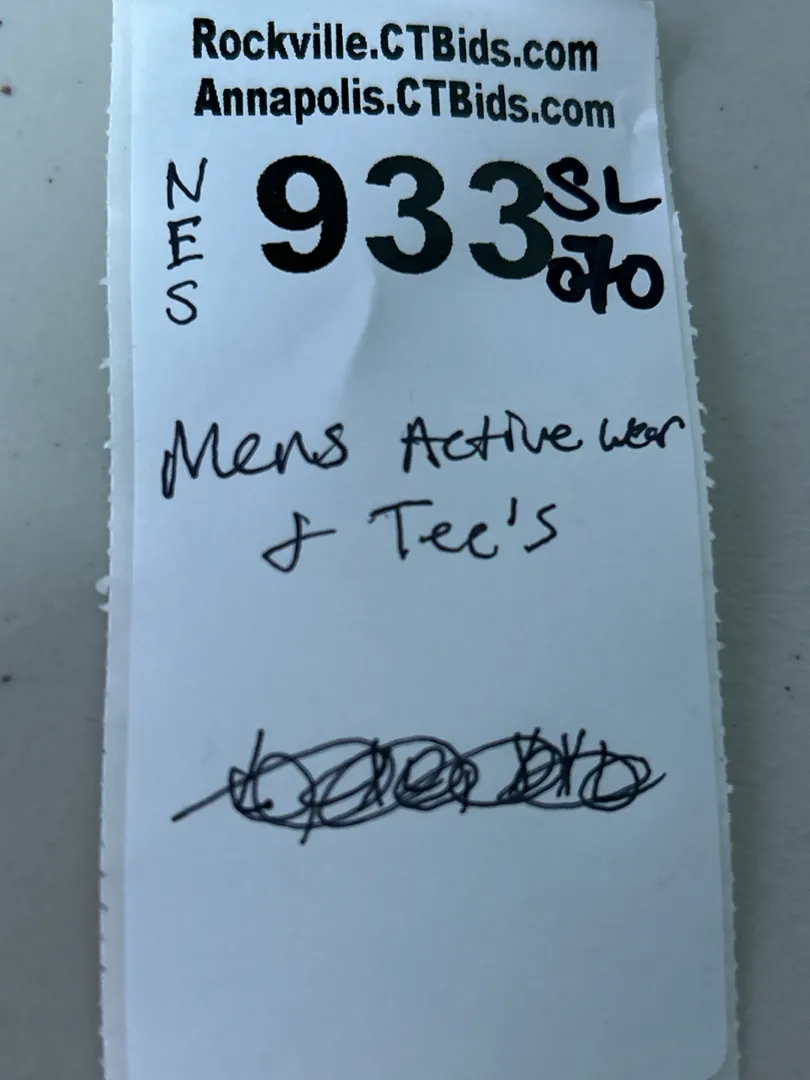 Rockville.CTBids.com
Annapolis.CTBids.com
NES
933
SL
070
Mens Active wear
& Tee's